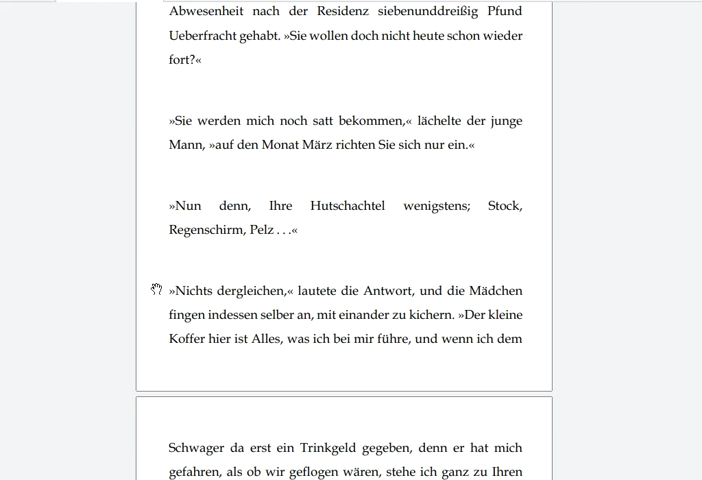 Abwesenheit nach der Residenz siebenunddreißig Pfund
Ueberfracht gehabt. »Sie wollen doch nicht heute schon wieder
fort?«
»Sie werden mich noch satt bekommen,« lächelte der junge
Mann, »auf den Monat März richten Sie sich nur ein.«
»Nun denn, Ihre Hutschachtel wenigstens; Stock,
Regenschirm, Pelz . . .«
»Nichts dergleichen,« lautete die Antwort, und die Mädchen
fingen indessen selber an, mit einander zu kichern. »Der kleine
Koffer hier ist Alles, was ich bei mir führe, und wenn ich dem
Schwager da erst ein Trinkgeld gegeben, denn er hat mich
gefahren, als ob wir geflogen wären, stehe ich ganz zu Ihren